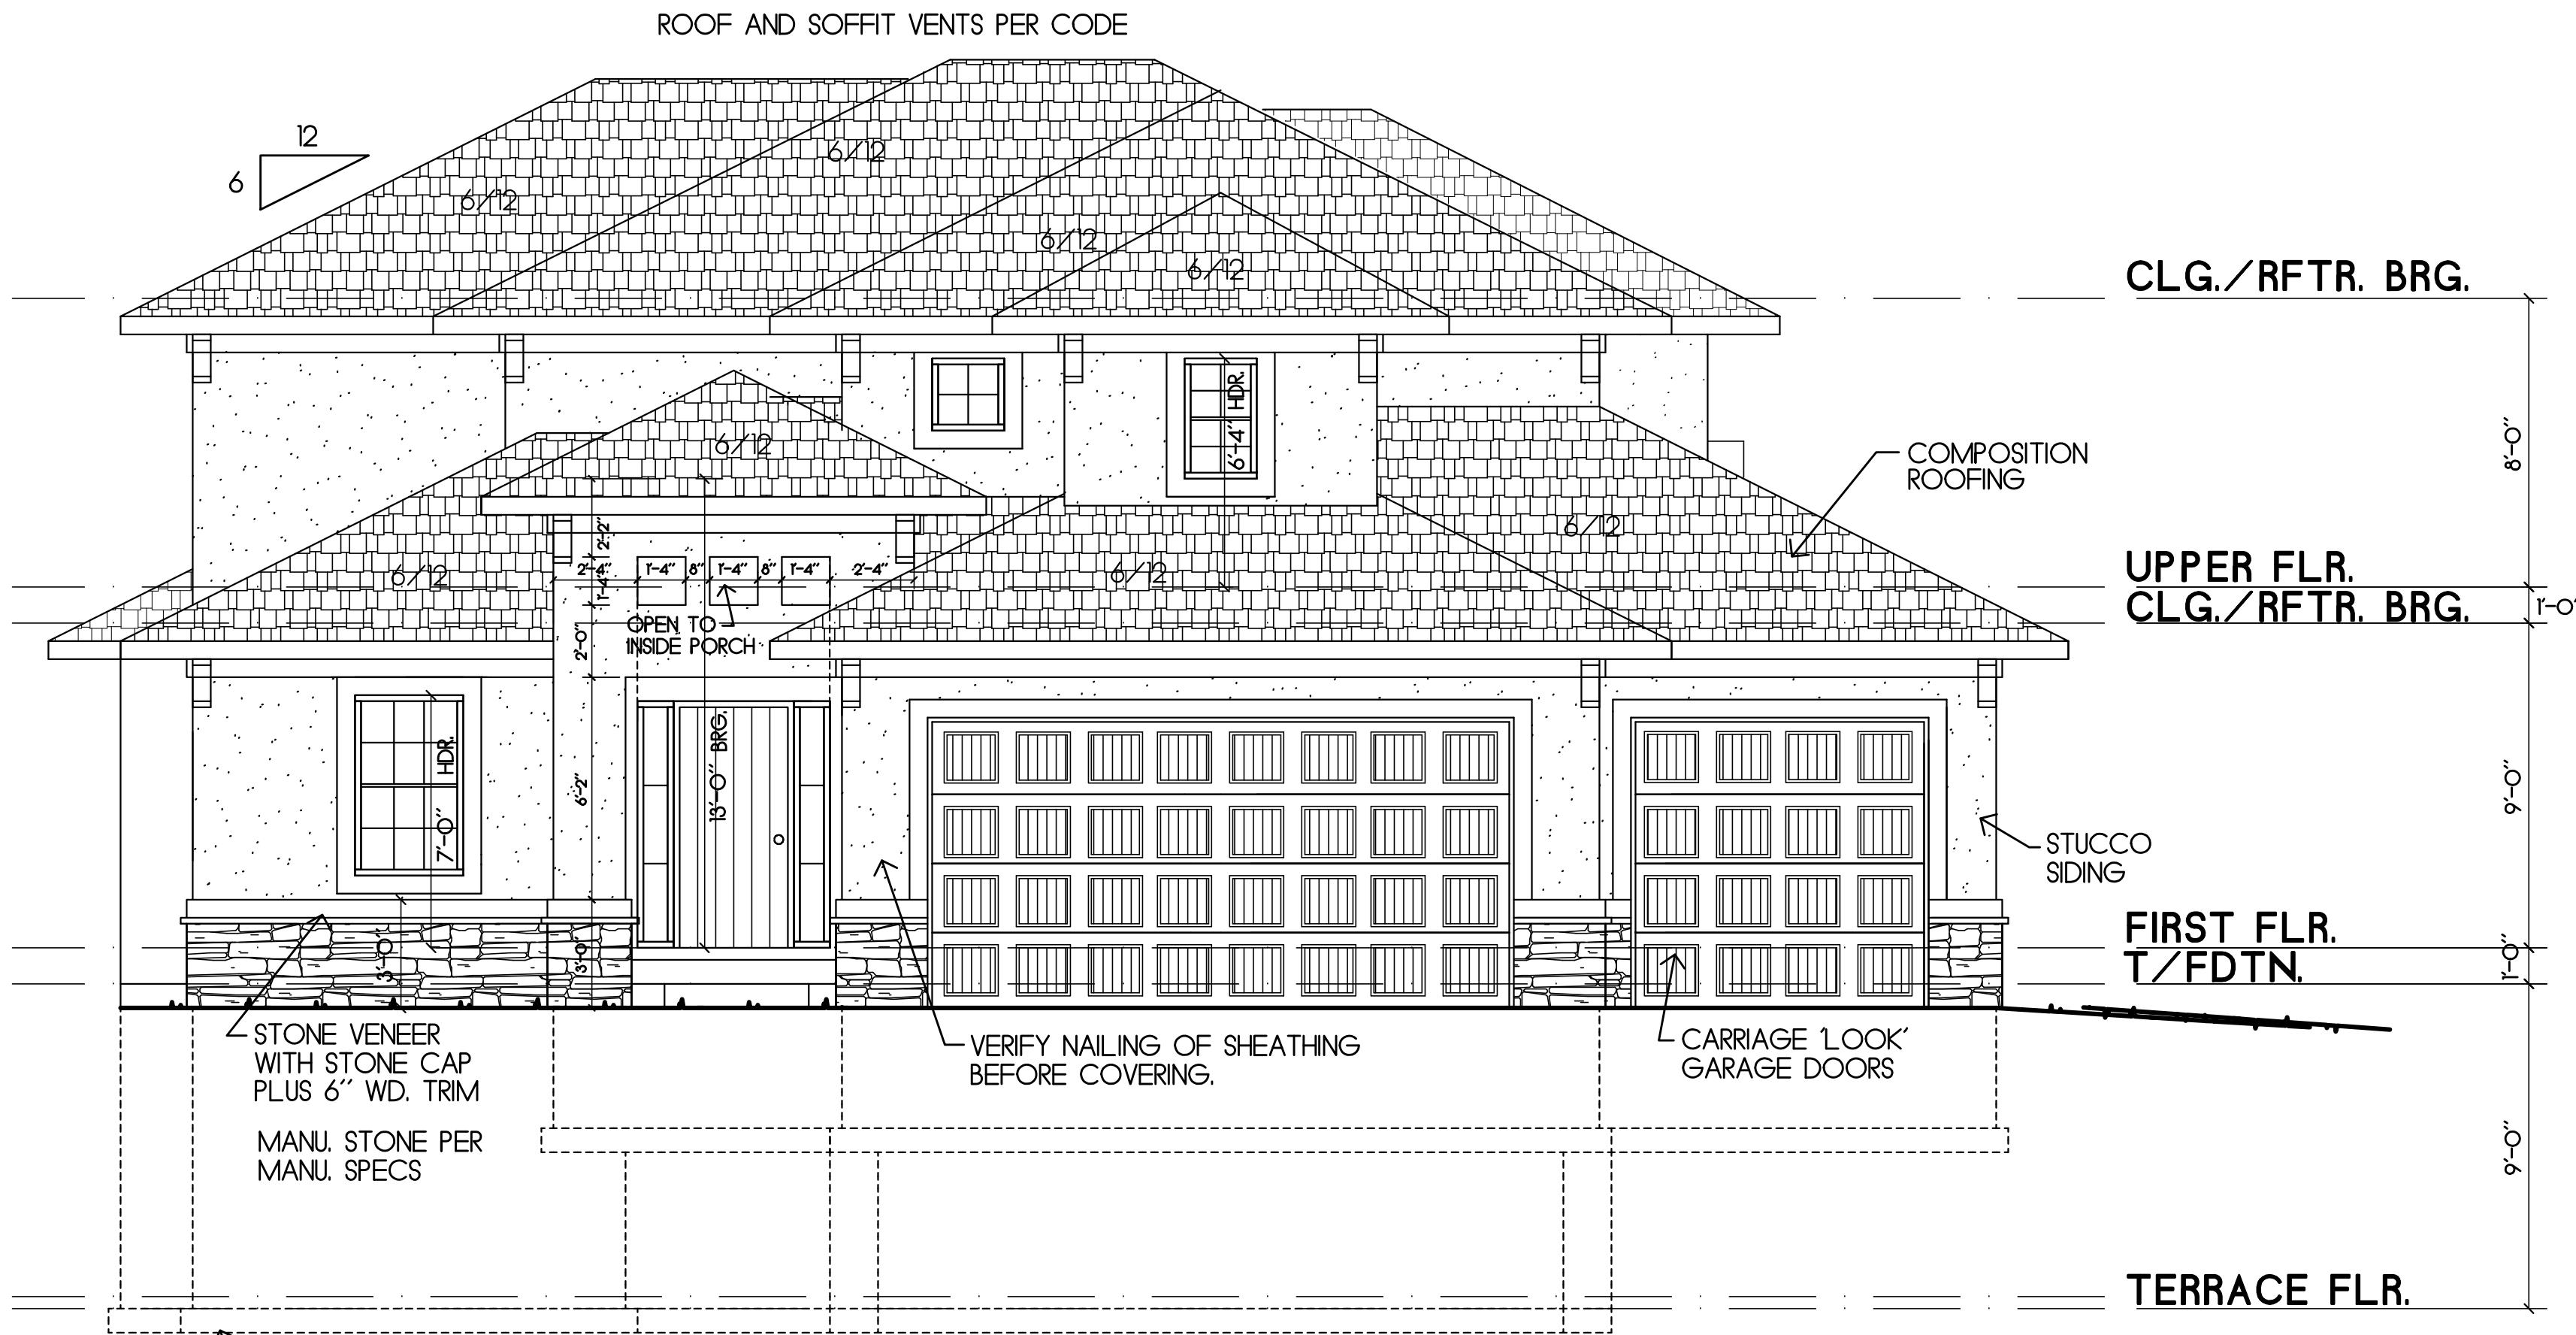 ROOF AND SOFFIT VENTS PER CODE
12
6
6/12
6/12
6/12
6/12
CLG./RFTR. BRG.
8'-0"
6'-4" HDR.
COMPOSITION
ROOFING
6/12
6/12
6/12
6/12
2'-2"
2'-4"
1'-4"
8"
1'-4"
8"
1'-4"
2'-4"
1'-4"
OPEN TO
INSIDE PORCH
2'-0"
UPPER FLR.
CLG./RFTR. BRG.
1'-0"
7'-0" HDR.
6'-2"
13'-0" BRG.
9'-0"
STUCCO
SIDING
3'-0"
3'-0"
FIRST FLR.
T/FDTN.
1'-0"
STONE VENEER
WITH STONE CAP
PLUS 6" WD. TRIM
MANU. STONE PER
MANU. SPECS
VERIFY NAILING OF SHEATHING
BEFORE COVERING.
CARRIAGE 'LOOK'
GARAGE DOORS
9'-0"
TERRACE FLR.